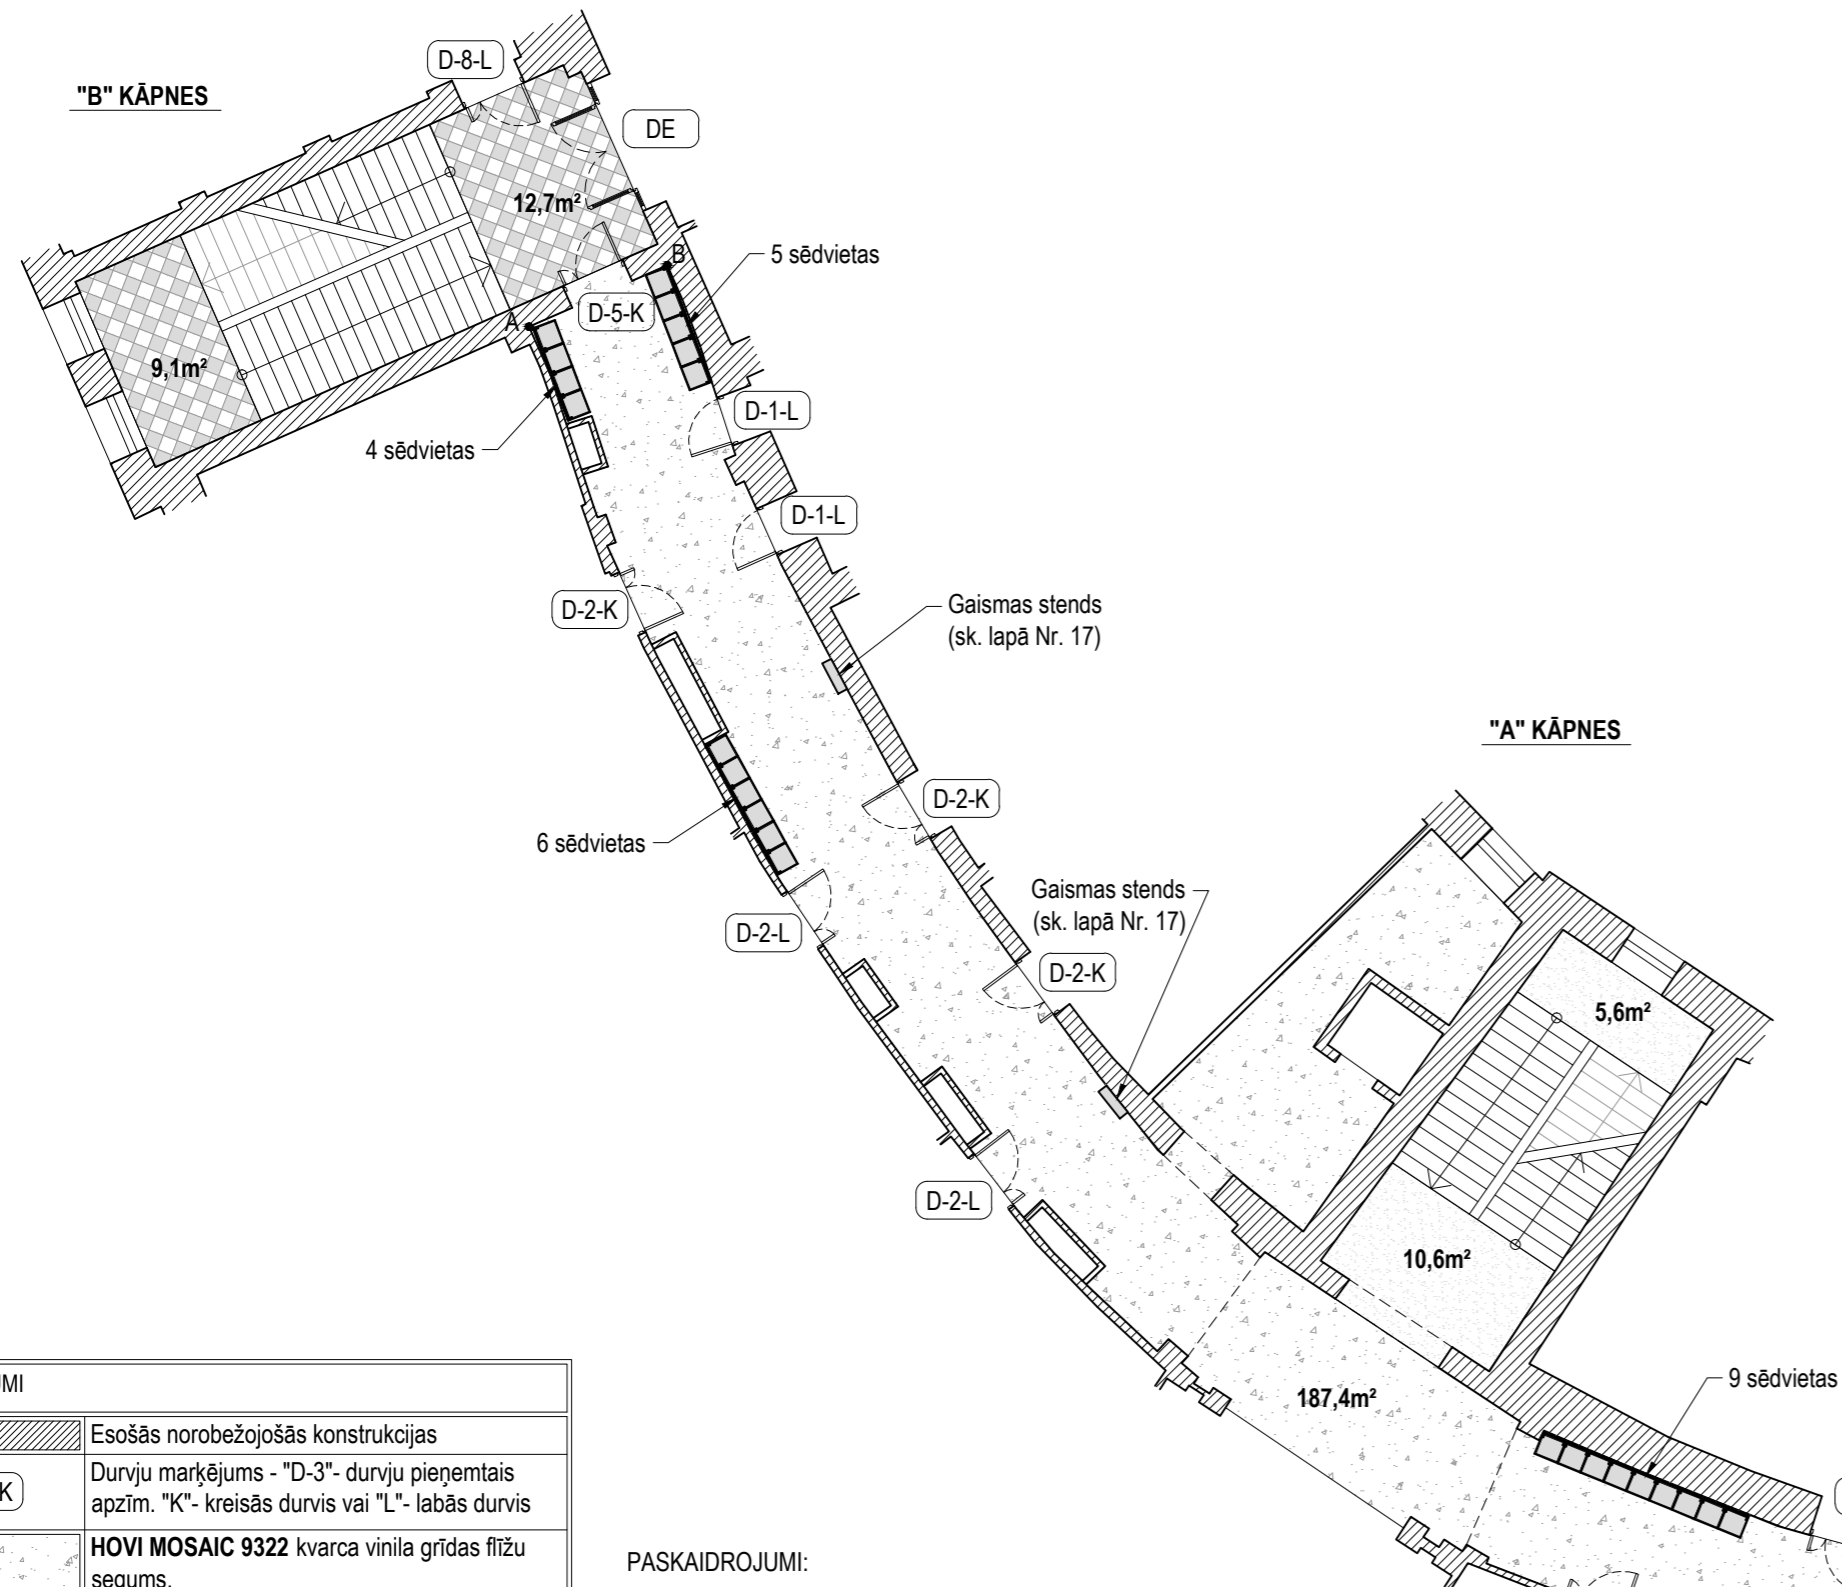 "B" KĀPNES
D-8-L
DE
12,7m²
B
5 sēdvietas
D-5-K
A
9,1m²
D-1-L
4 sēdvietas
D-1-L
D-2-K
Gaismas stends
(sk. lapā Nr. 17)
"A" KĀPNES
D-2-K
6 sēdvietas
Gaismas stends
(sk. lapā Nr. 17)
D-2-L
D-2-K
5,6m²
D-2-L
10,6m²
9 sēdvietas
187,4m²
UMI
Esošās norobežojošās konstrukcijas
K
Durvju marķējums - "D-3"- durvju pieņemtais
apzīm. "K"- kreisās durvis vai "L"- labās durvis
HOVI MOSAIC 9322 kvarca vinila grīdas flīžu
segums.
PASKAIDROJUMI: